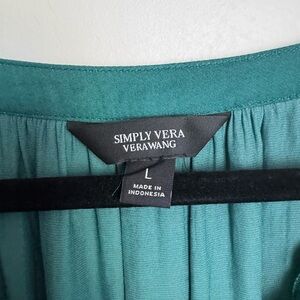 SIMPLY VERA
VERAWANG
L
MADE IN
INDONESIA